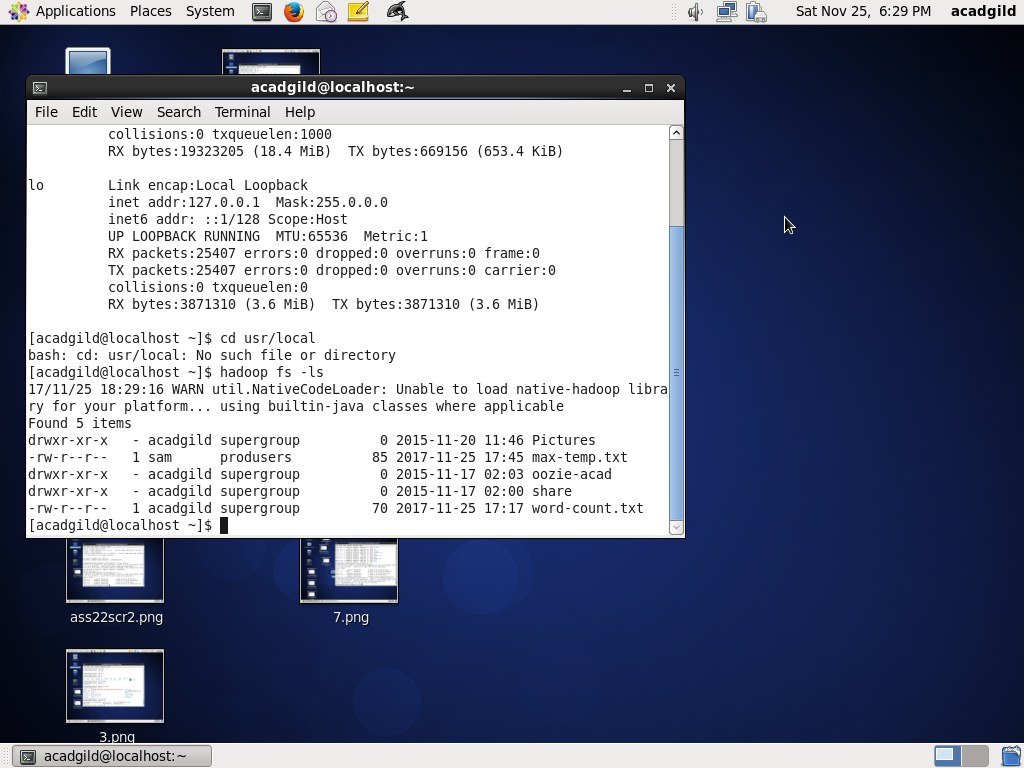 Applications Places System Sat Nov 25, 6:29 PM acadgild
acadgild@localhost:~
File Edit View Search Terminal Help
collisions:0 txqueuelen:1000
RX bytes:19323205 (18.4 MiB) TX bytes:669156 (653.4 KiB)
lo Link encap:Local Loopback
inet addr:127.0.0.1 Mask:255.0.0.0
inet6 addr: ::1/128 Scope:Host
UP LOOPBACK RUNNING MTU:65536 Metric:1
RX packets:25407 errors:0 dropped:0 overruns:0 frame:0
TX packets:25407 errors:0 dropped:0 overruns:0 carrier:0
collisions:0 txqueuelen:0
RX bytes:3871310 (3.6 MiB) TX bytes:3871310 (3.6 MiB)
[acadgild@localhost ~]$ cd usr/local
bash: cd: usr/local: No such file or directory
[acadgild@localhost ~]$ hadoop fs -ls
17/11/25 18:29:16 WARN util.NativeCodeLoader: Unable to load native-hadoop libra
ry for your platform... using builtin-java classes where applicable
Found 5 items
drwxr-xr-x - acadgild supergroup 0 2015-11-20 11:46 Pictures
-rw-r--r-- 1 sam produsers 85 2017-11-25 17:45 max-temp.txt
drwxr-xr-x - acadgild supergroup 0 2015-11-17 02:03 oozie-acad
drwxr-xr-x - acadgild supergroup 0 2015-11-17 02:00 share
-rw-r--r-- 1 acadgild supergroup 70 2017-11-25 17:17 word-count.txt
[acadgild@localhost ~]$
ass22scr2.png 7.png
3.png
acadgild@localhost:~